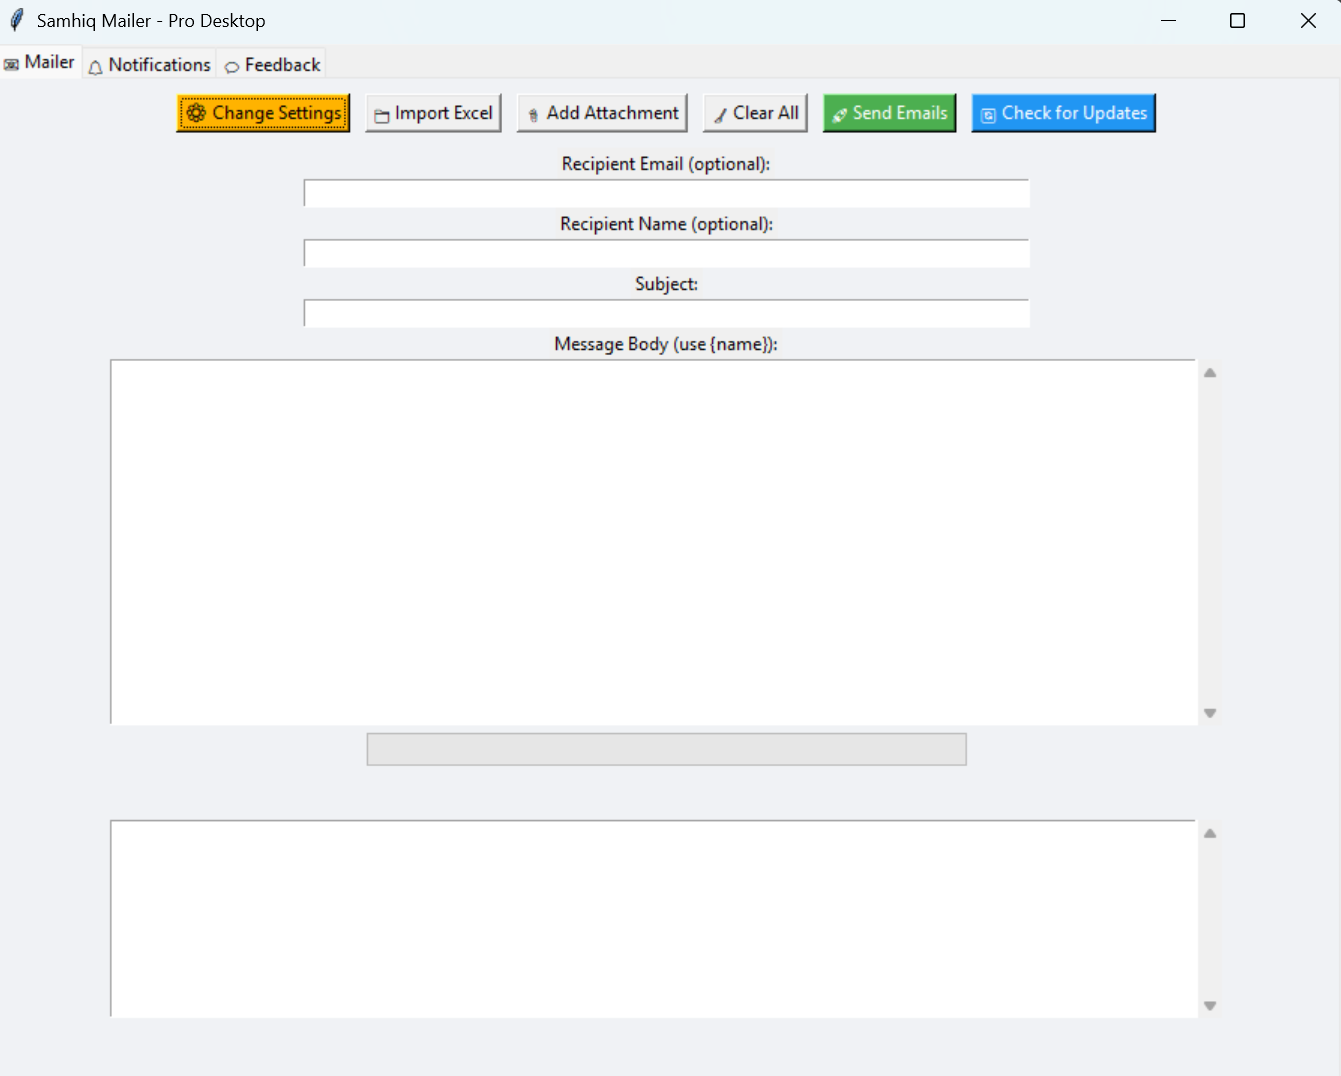 Samhiq Mailer - Pro Desktop
Mailer Notifications Feedback
Change Settings Import Excel Add Attachment Clear All Send Emails Check for Updates
Recipient Email (optional):
Recipient Name (optional):
Subject:
Message Body (use {name}):